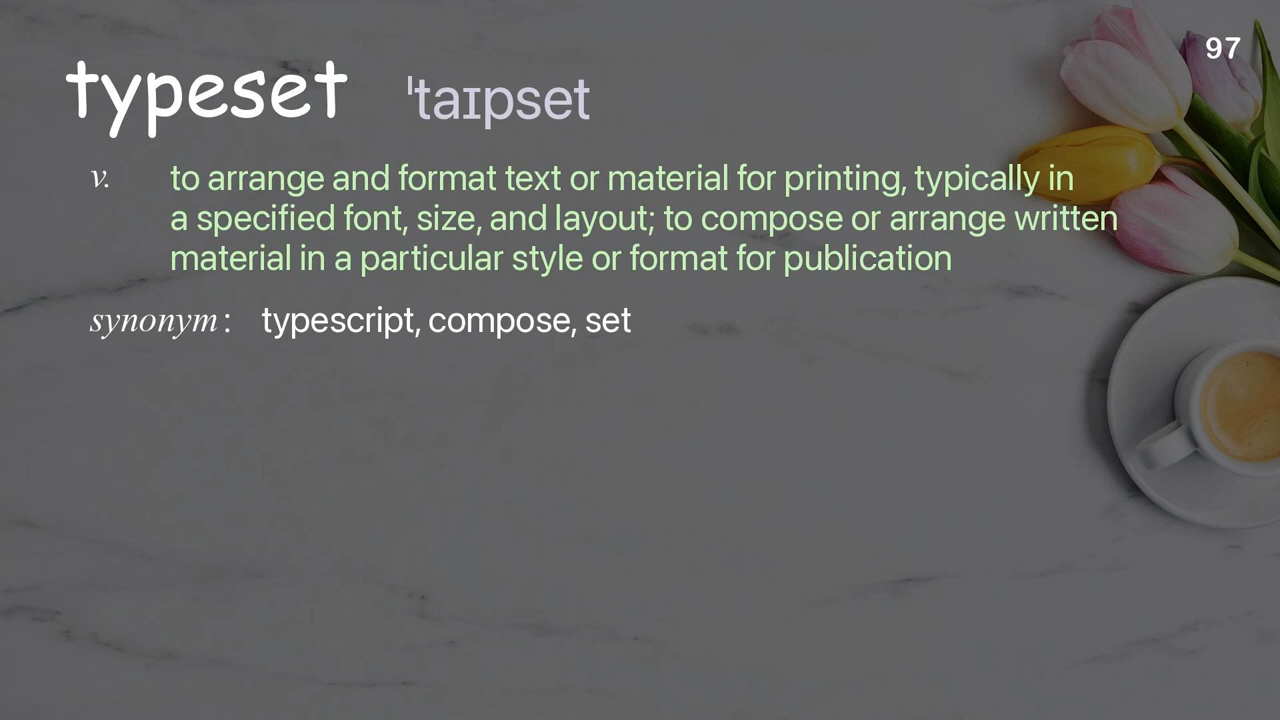 97
typeset ˈtaɪpset
v. to arrange and format text or material for printing, typically in
a specified font, size, and layout; to compose or arrange written
material in a particular style or format for publication
synonym: typescript, compose, set